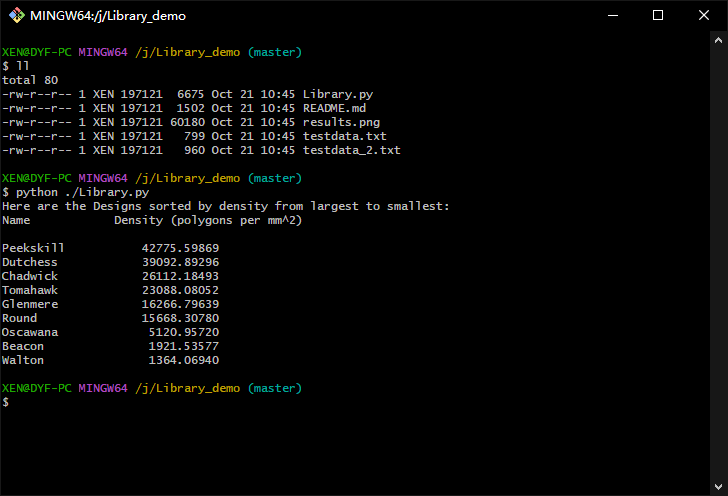 MINGW64:/j/Library_demo
XEN@DYF-PC MINGW64 /j/Library_demo (master)
$ ll
total 80
-rw-r--r-- 1 XEN 197121  6675 Oct 21 10:45 Library.py
-rw-r--r-- 1 XEN 197121  1502 Oct 21 10:45 README.md
-rw-r--r-- 1 XEN 197121 60180 Oct 21 10:45 results.png
-rw-r--r-- 1 XEN 197121   799 Oct 21 10:45 testdata.txt
-rw-r--r-- 1 XEN 197121   960 Oct 21 10:45 testdata_2.txt
XEN@DYF-PC MINGW64 /j/Library_demo (master)
$ python ./Library.py
Here are the Designs sorted by density from largest to smallest:
Name            Density (polygons per mm^2)
Peekskill           42775.59869
Dutchess            39092.89296
Chadwick            26112.18493
Tomahawk            23088.08052
Glenmere            16266.79639
Round               15668.30780
Oscawana             5120.95720
Beacon               1921.53577
Walton               1364.06940
XEN@DYF-PC MINGW64 /j/Library_demo (master)
$